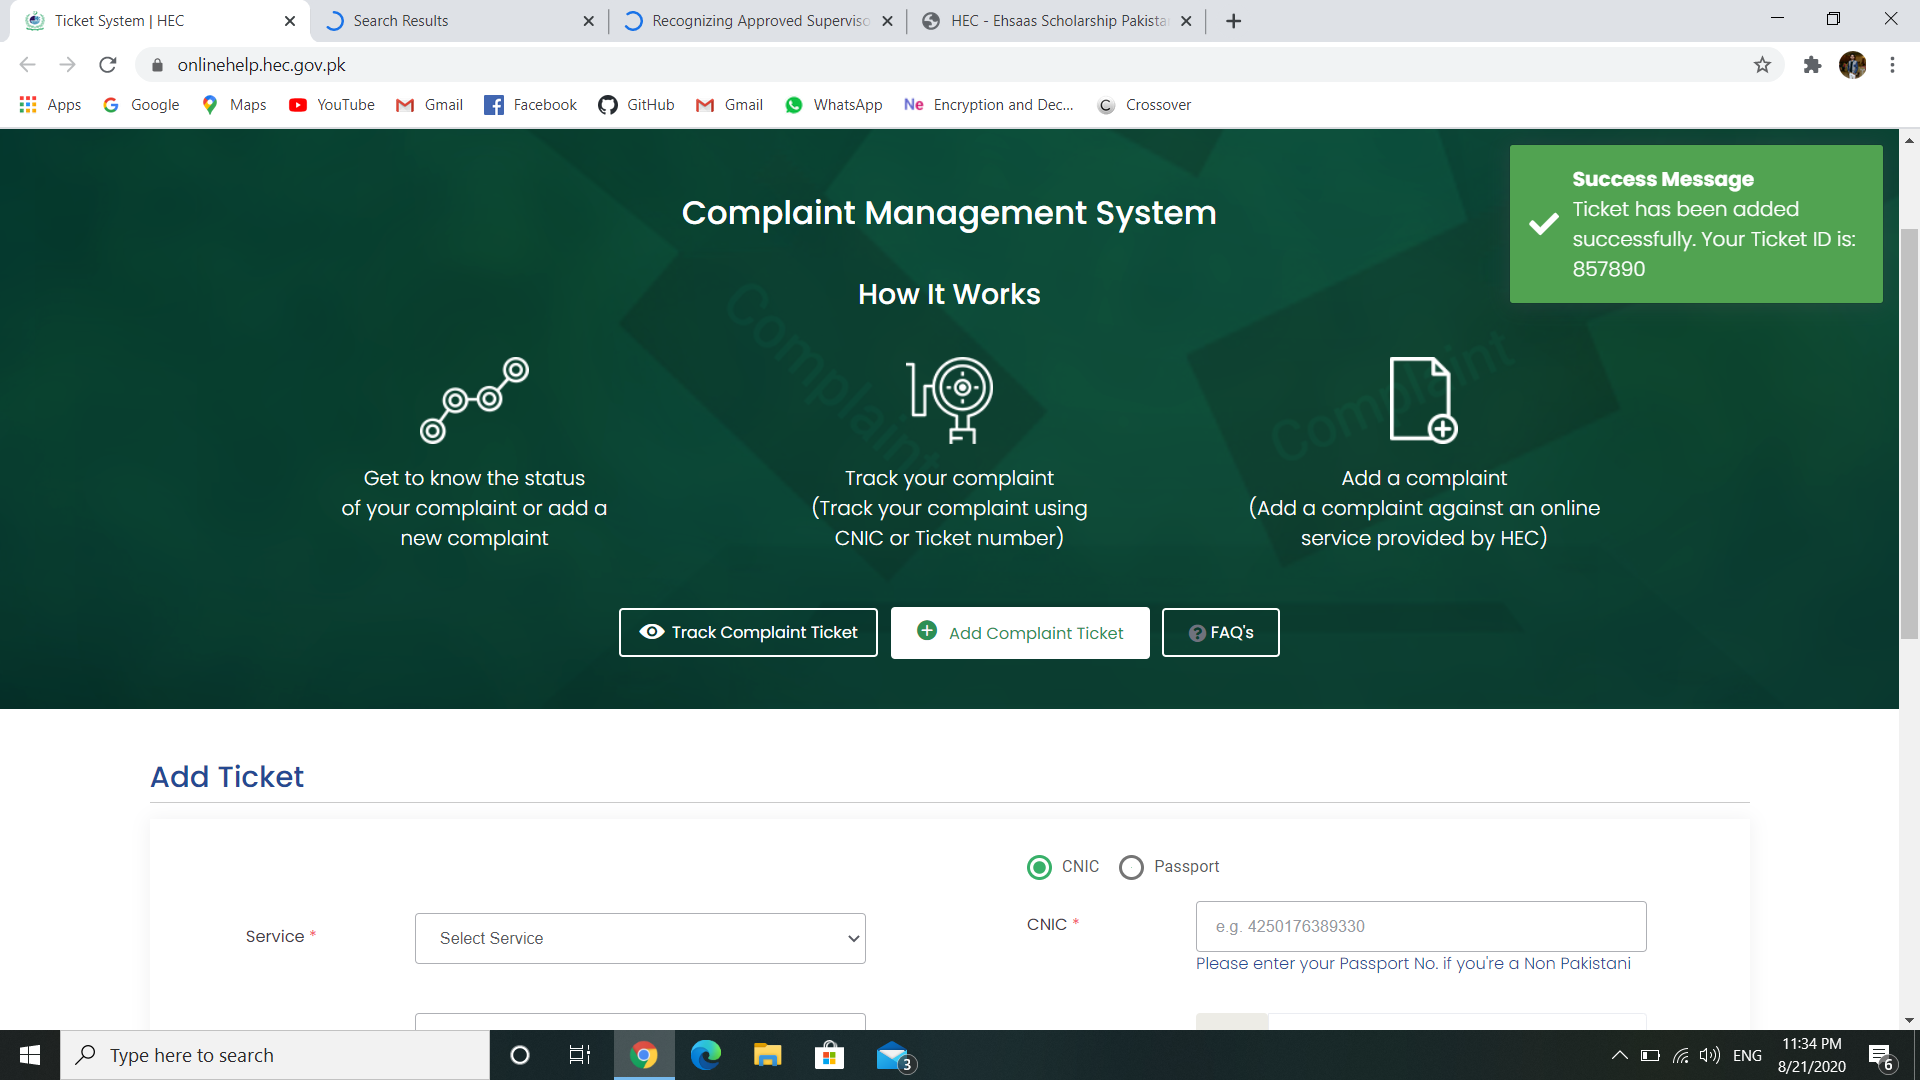 Ticket System | HEC
Search Results
Recognizing Approved Superviso
HEC - Ehsaas Scholarship Pakista
onlinehelp.hec.gov.pk
Apps
Google
Maps
YouTube
Gmail
Facebook
GitHub
Gmail
WhatsApp
Ne
Encryption and Dec...
Crossover
Success Message
Ticket has been added
successfully. Your Ticket ID is:
857890
Complaint Management System
How It Works
Complaint
Complaint
Get to know the status
of your complaint or add a
new complaint
Track your complaint
(Track your complaint using
CNIC or Ticket number)
Add a complaint
(Add a complaint against an online
service provided by HEC)
Track Complaint Ticket
Add Complaint Ticket
FAQ's
Add Ticket
CNIC
Passport
Service *
Select Service
CNIC *
e.g. 4250176389330
Please enter your Passport No. if you're a Non Pakistani
Type here to search
3
ENG
11:34 PM
8/21/2020
6